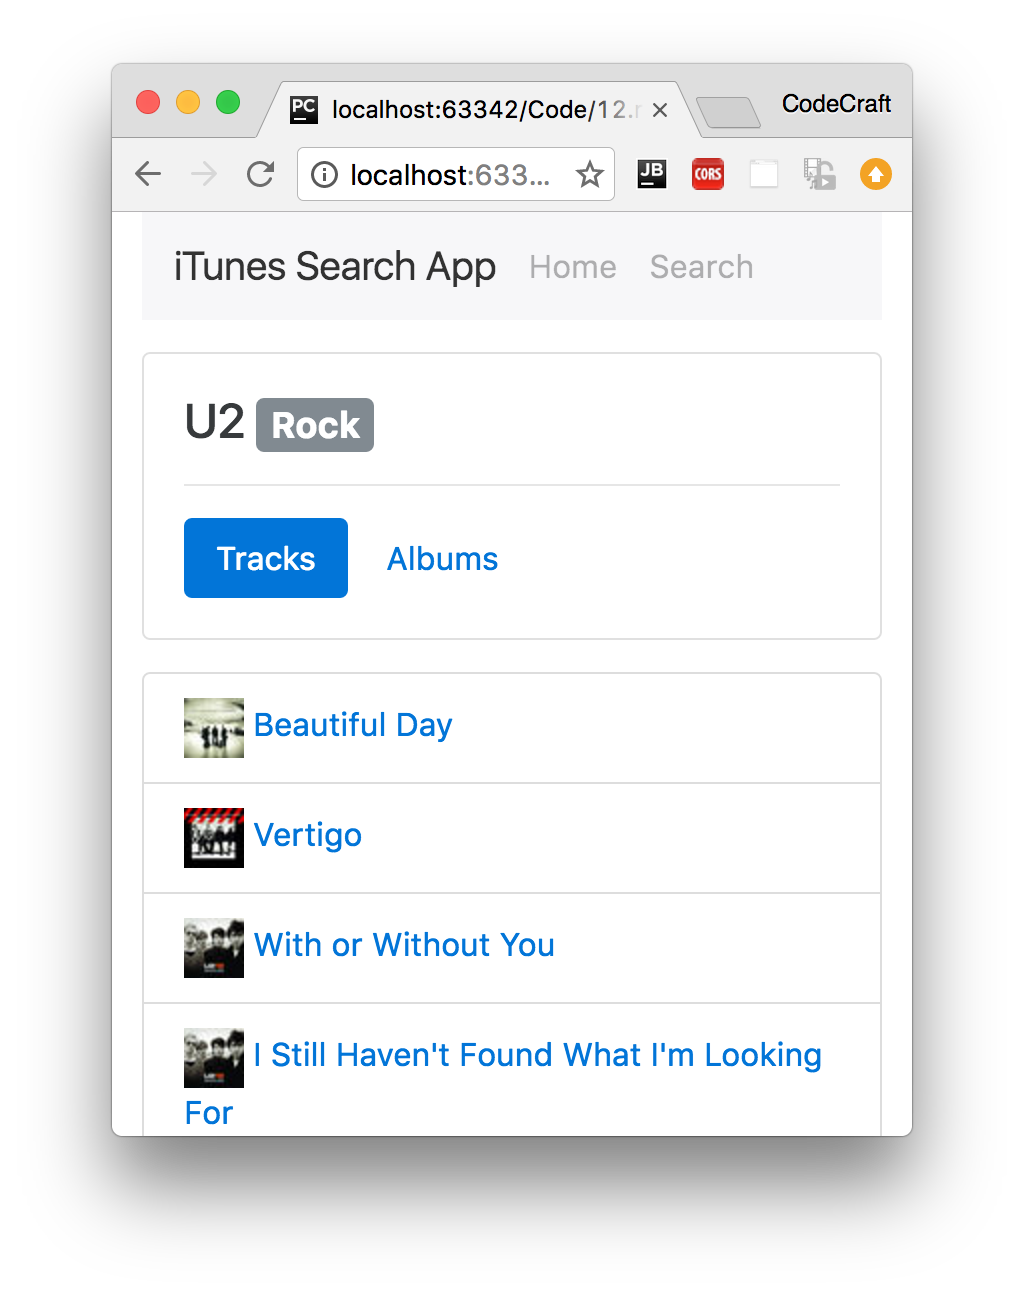 PC
localhost:63342/Code/12.r
CodeCraft
localhost:633...
JB
CORS
iTunes Search App Home Search
U2 Rock
Tracks Albums
Beautiful Day
Vertigo
With or Without You
I Still Haven't Found What I'm Looking
For